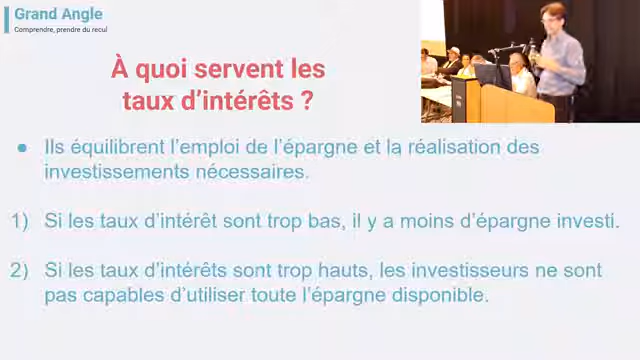 Grand Angle
Comprendre, prendre du recul
À quoi servent les
taux d'intérêts ?
● Ils équilibrent l'emploi de l'épargne et la réalisation des
investissements nécessaires.
1) Si les taux d'intérêt sont trop bas, il y a moins d'épargne investi.
2) Si les taux d'intérêts sont trop hauts, les investisseurs ne sont
pas capables d'utiliser toute l'épargne disponible.